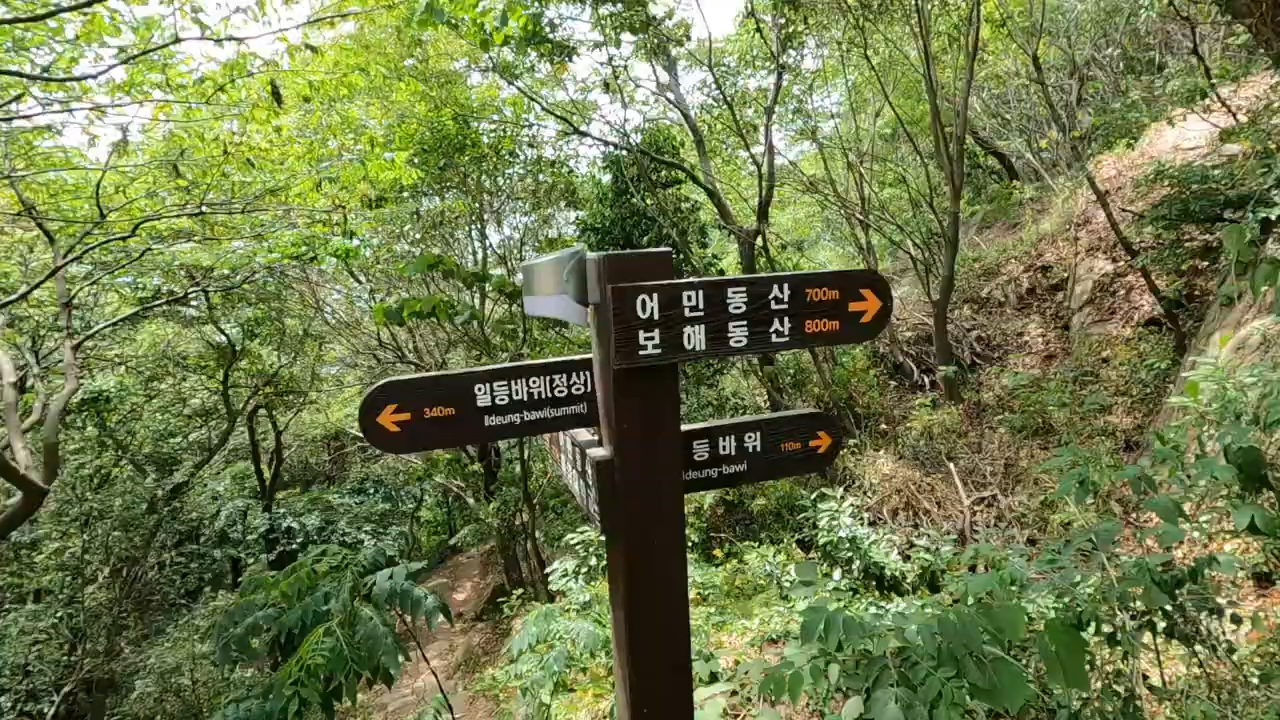 어민동산 700m
보해동산 800m
일등바위(정상)
340m
Ildeung-bawi(summit)
등바위 110m
ldeung-bawi